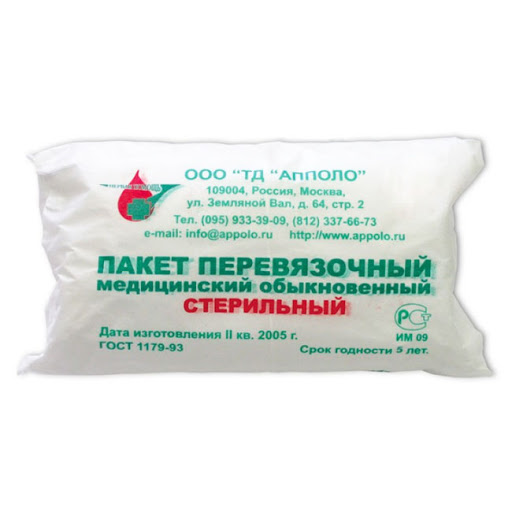 ООО "ТД "АППОЛО"
109004, Россия, Москва,
ул. Земляной Вал, д. 64, стр. 2
Тел. (095) 933-39-09, (812) 337-66-73
e-mail: info@appolo.ru http://www.appolo.ru
ПАКЕТ ПЕРЕВЯЗОЧНЫЙ
медицинский обыкновенный
СТЕРИЛЬНЫЙ
Дата изготовления II кв. 2005 г.
ГОСТ 1179-93
ИМ 09
Срок годности 5 лет.